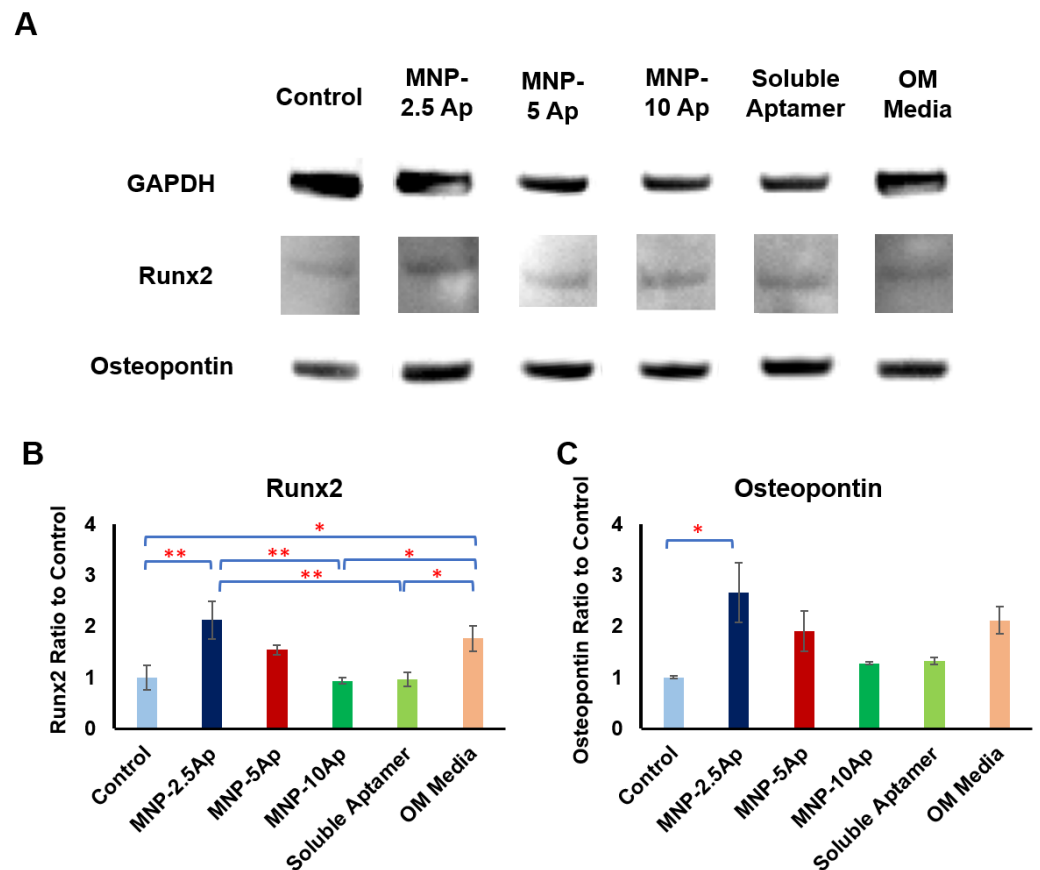 A
Control
MNP-
2.5 Ap
MNP-
5 Ap
MNP-
10 Ap
Soluble
Aptamer
OM
Media
GAPDH
Runx2
Osteopontin
B
Runx2
Runx2 Ratio to Control
4
3
2
1
0
*
**
**
*
**
*
Control
MNP-2.5Ap
MNP-5Ap
MNP-10Ap
Soluble Aptamer
OM Media
C
Osteopontin
Osteopontin Ratio to Control
4
3
2
1
0
*
Control
MNP-2.5Ap
MNP-5Ap
MNP-10Ap
Soluble Aptamer
OM Media